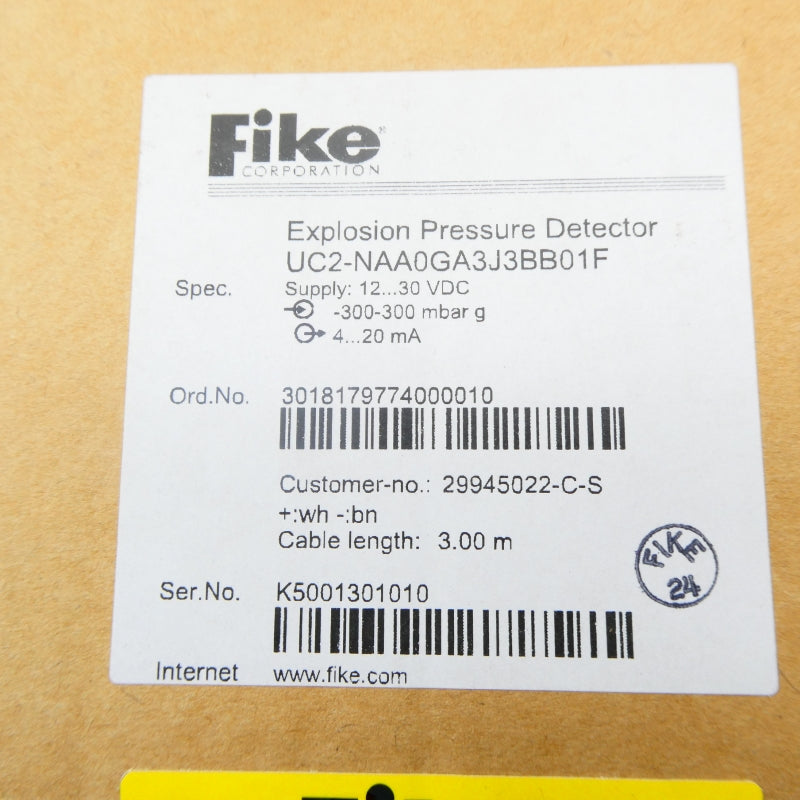 Fike®
CORPORATION
Explosion Pressure Detector
UC2-NAA0GA3J3BB01F
Spec. Supply: 12...30 VDC
-300-300 mbar g
4...20 mA
Ord.No. 3018179774000010
Customer-no.: 29945022-C-S
+:wh -:bn
Cable length: 3.00 m
FIKE
24
Ser.No. K5001301010
Internet www.fike.com